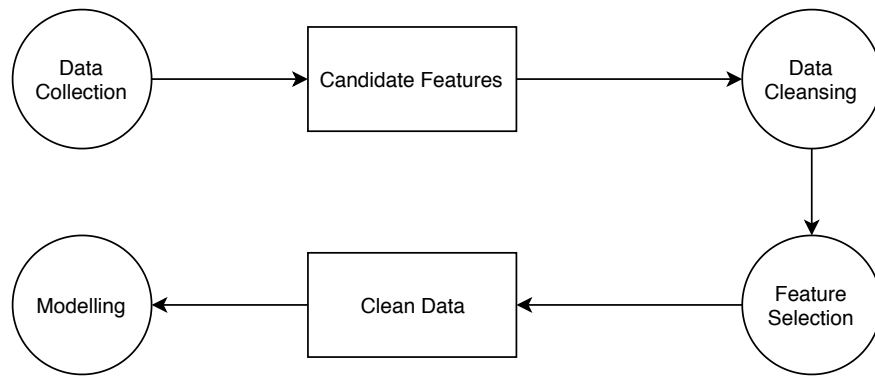 Data
Collection
Candidate Features
Data
Cleansing
Modelling
Clean Data
Feature
Selection